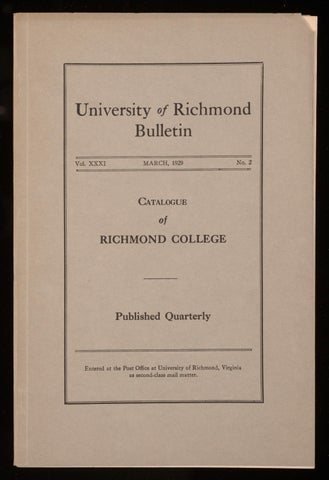 University of Richmond
Bulletin
Vol. XXXI MARCH, 1929 No. 2
CATALOGUE
of
RICHMOND COLLEGE
Published Quarterly
Entered at the Post Office at University of Richmond, Virginia
as second-class mail matter.